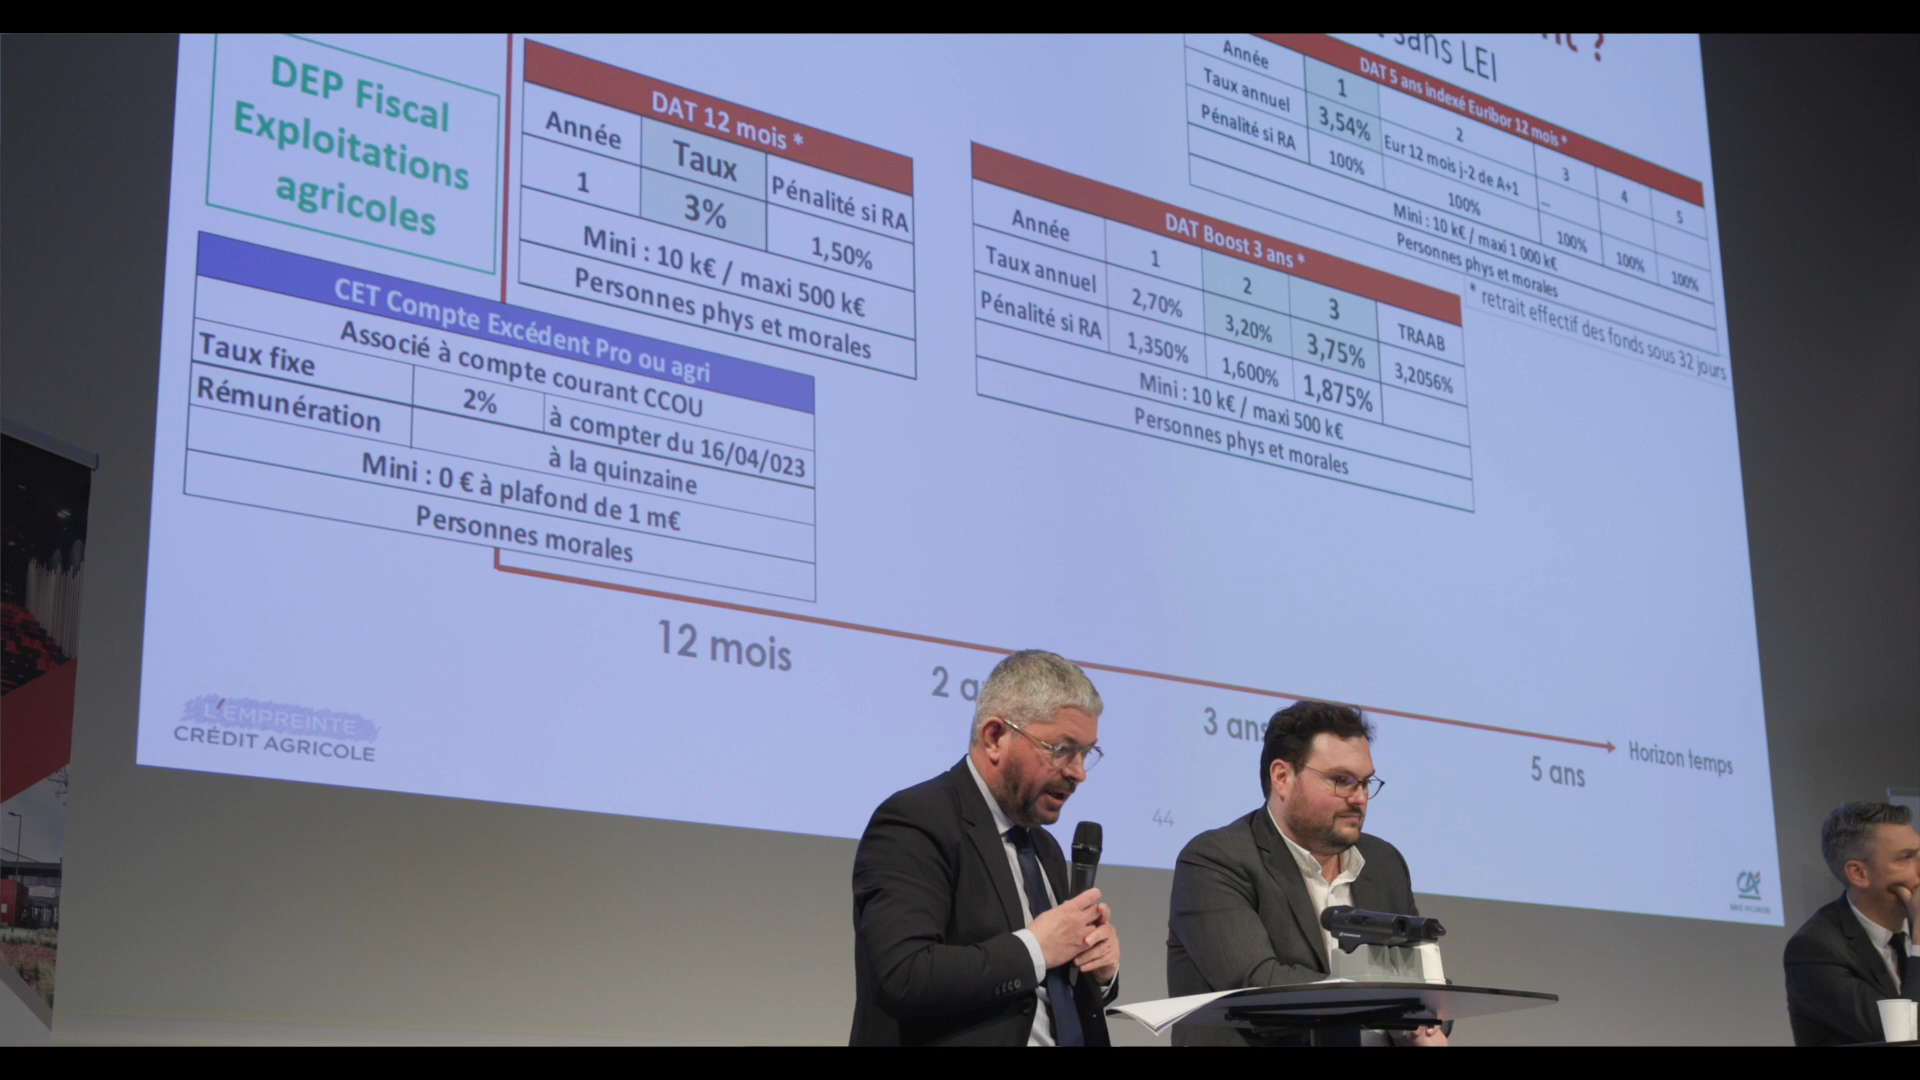 DEP Fiscal
Exploitations
agricoles
DAT 12 mois *
Année Taux Pénalité si RA
1 3% 1,50%
Mini : 10 k€ / maxi 500 k€
Personnes phys et morales
CET Compte Excédent Pro ou agri
Associé à compte courant CCOU
Taux fixe 2% à compter du 16/04/023
Rémunération à la quinzaine
Mini : 0 € à plafond de 1 m€
Personnes morales
DAT Boost 3 ans *
Année 1 2 3 TRAAB
Taux annuel 2,70% 3,20% 3,75% 3,2056%
Pénalité si RA 1,350% 1,600% 1,875%
Mini : 10 k€ / maxi 500 k€
Personnes phys et morales
sans LEI
DAT 5 ans indexé Euribor 12 mois *
Année 1 2 3 4 5
Taux annuel 3,54% Eur 12 mois j-2 de A+1 ...
Pénalité si RA 100% 100% 100% 100% 100%
Mini : 10 k€ / maxi 1 000 k€
Personnes phys et morales
* retrait effectif des fonds sous 32 jours
12 mois
3 ans
5 ans
Horizon temps
L'EMPREINTE
CRÉDIT AGRICOLE
44
CA